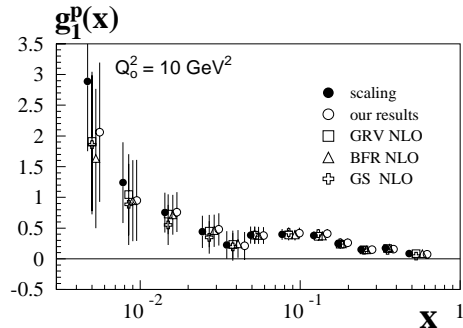 g₁ᵖ(x)
3.5
Q₀² = 10 GeV²
3
2.5
scaling
our results
2
GRV NLO
1.5
BFR NLO
GS NLO
1
0.5
0
-0.5
10⁻² 10⁻¹ 1
x